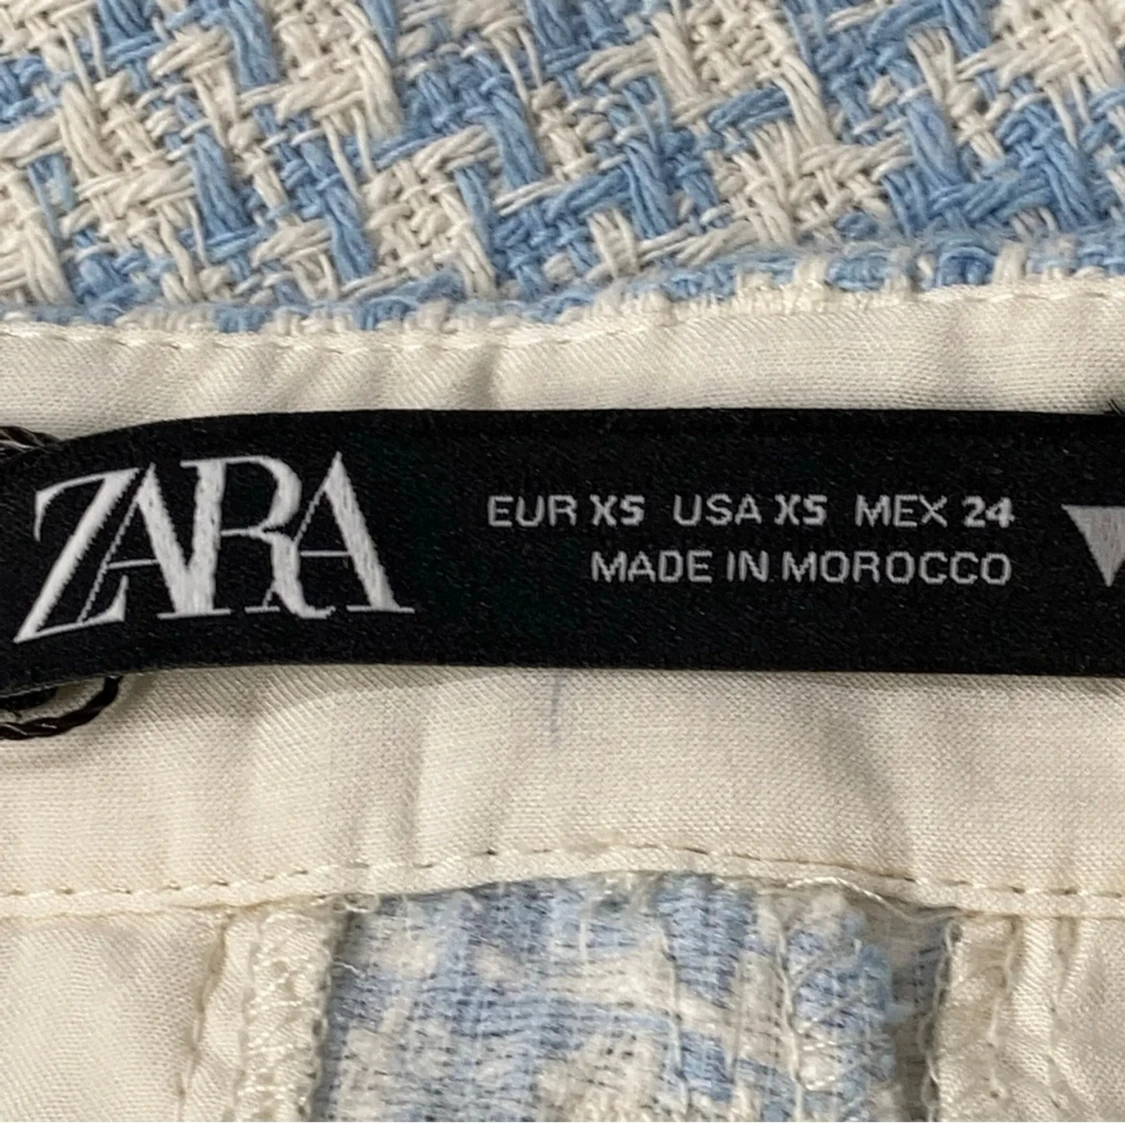 ZARA
EUR XS USA XS MEX 24
MADE IN MOROCCO